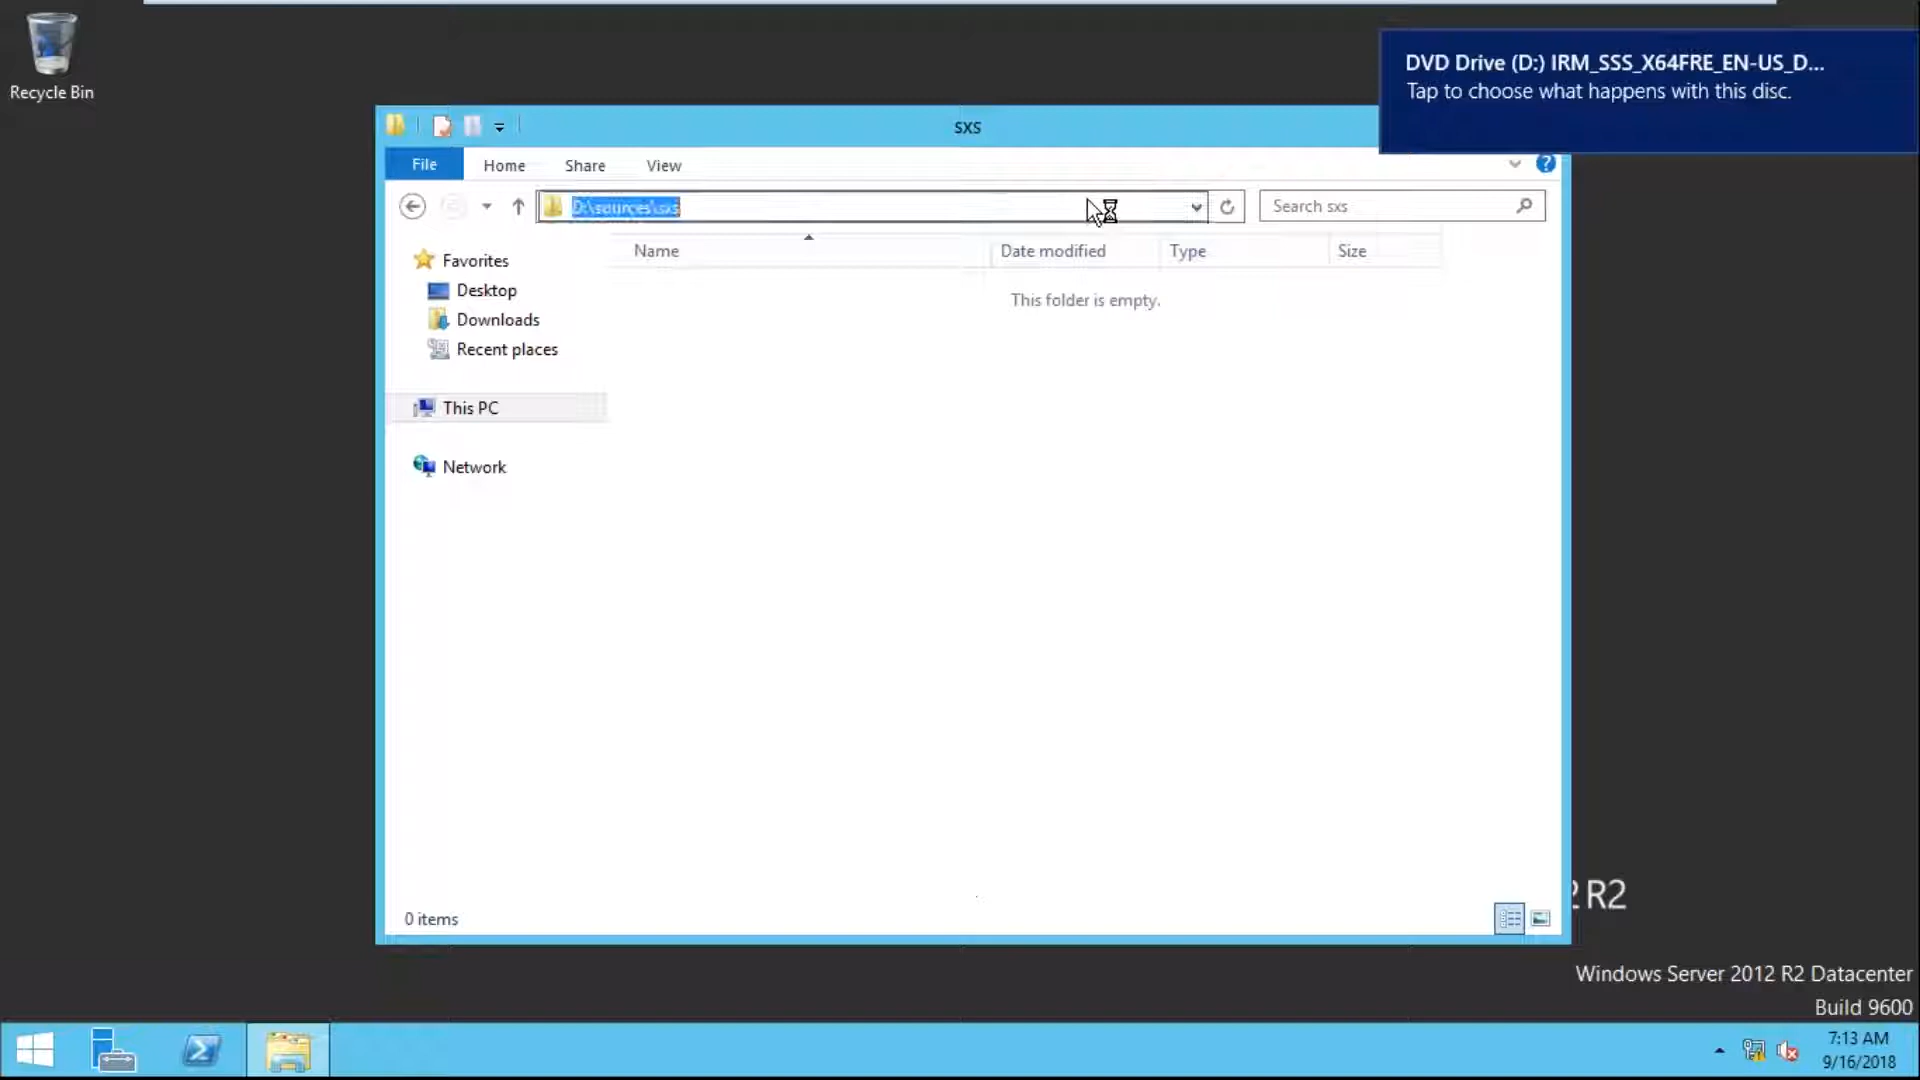 Recycle Bin
DVD Drive (D:) IRM_SSS_X64FRE_EN-US_D...
Tap to choose what happens with this disc.
sxs
File
Home
Share
View
D:\sources\sxs
Search sxs
Name
Date modified
Type
Size
This folder is empty.
Favorites
Desktop
Downloads
Recent places
This PC
Network
0 items
2 R2
Windows Server 2012 R2 Datacenter
Build 9600
7:13 AM
9/16/2018